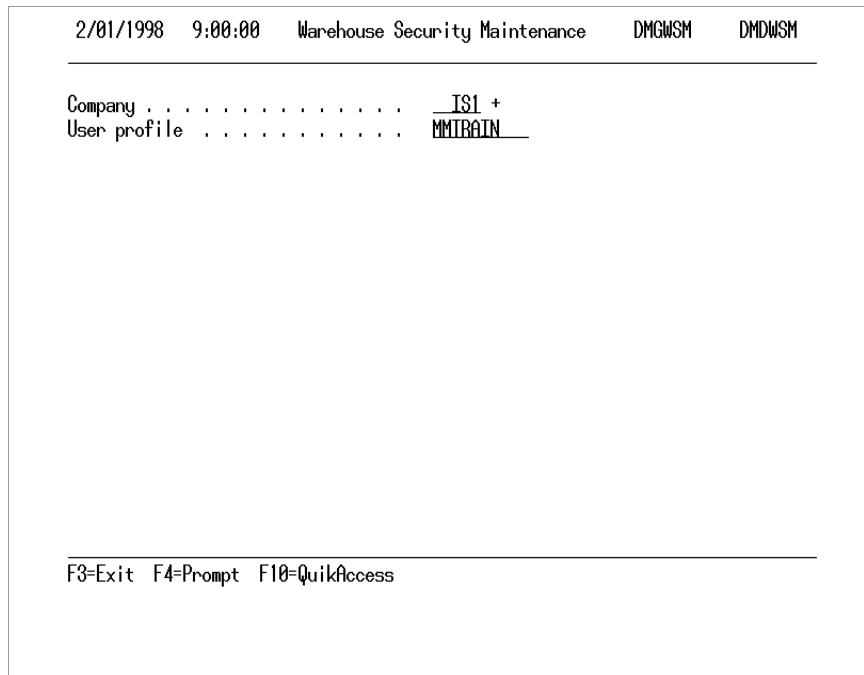 2/01/1998 9:00:00 Warehouse Security Maintenance DMGWSM DMDWSM
Company . . . . . . . . . . . . . . IS1 +
User profile . . . . . . . . . . . MMTRAIN
F3=Exit F4=Prompt F10=QuikAccess